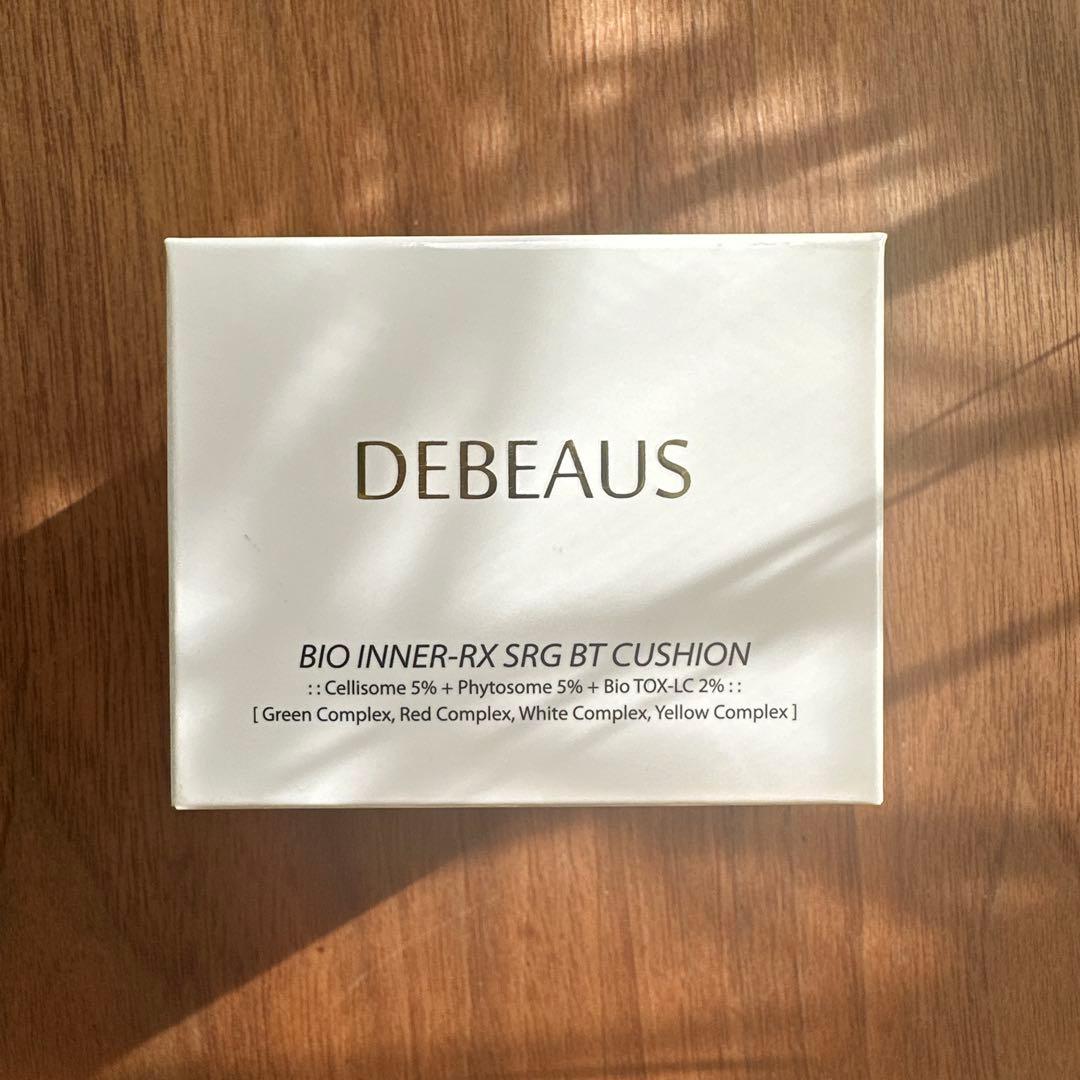 DEBEAUS
BIO INNER-RX SRG BT CUSHION
:: Cellisome 5% + Phytosome 5% + Bio TOX-LC 2% ::
[ Green Complex, Red Complex, White Complex, Yellow Complex ]